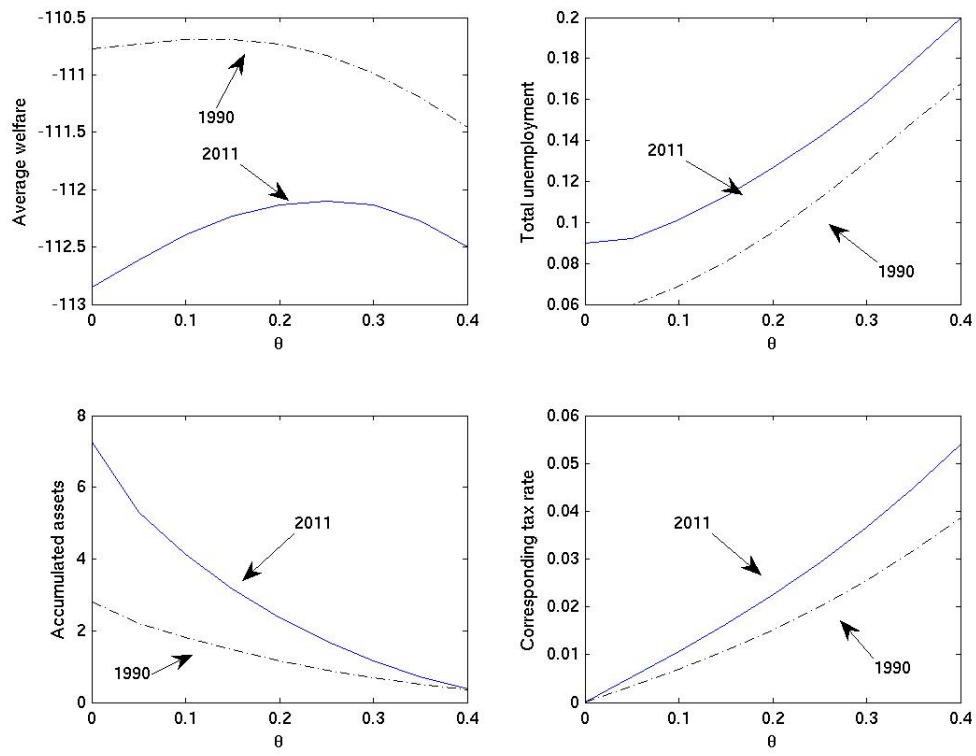 Average welfare
-110.5
-111
-111.5
-112
-112.5
-113
1990
2011
0 0.1 0.2 0.3 0.4
θ
Total unemployment
0.2
0.18
0.16
0.14
0.12
0.1
0.08
0.06
2011
1990
0 0.1 0.2 0.3 0.4
θ
Accumulated assets
8
6
4
2
0
2011
1990
0 0.1 0.2 0.3 0.4
θ
Corresponding tax rate
0.06
0.05
0.04
0.03
0.02
0.01
0
2011
1990
0 0.1 0.2 0.3 0.4
θ